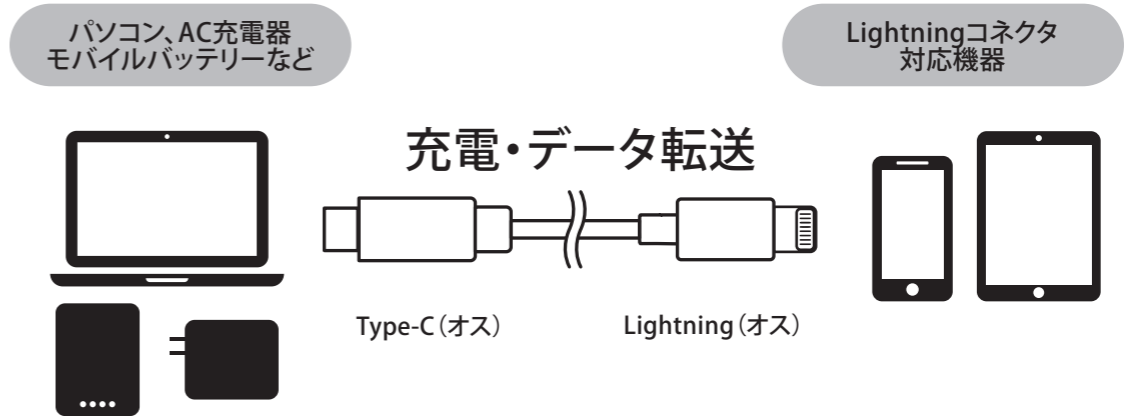 パソコン、AC充電器
モバイルバッテリーなど
Lightningコネクタ
対応機器
充電・データ転送
Type-C（オス）
Lightning（オス）